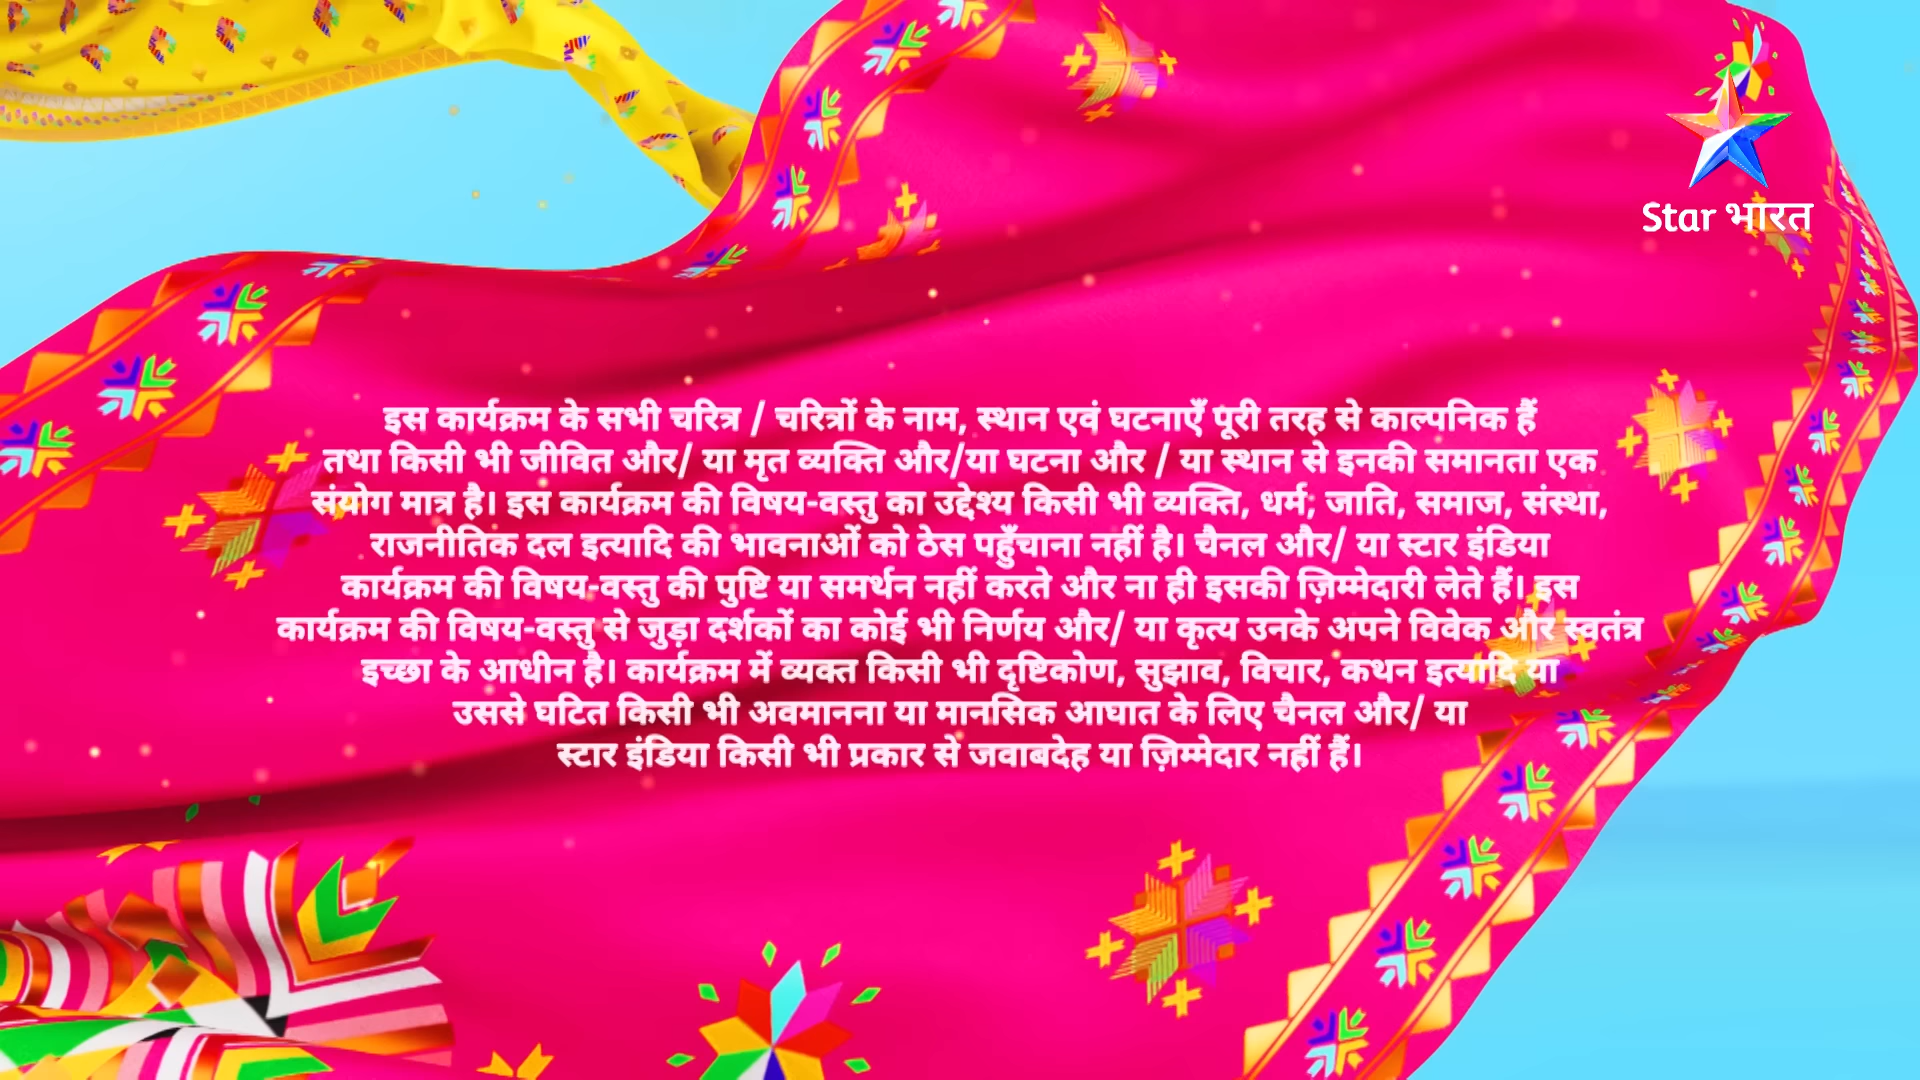 Star भारत
इस कार्यक्रम के सभी चरित्र / चरित्रों के नाम, स्थान एवं घटनाएँ पूरी तरह से काल्पनिक हैं
तथा किसी भी जीवित और/ या मृत व्यक्ति और/या घटना और / या स्थान से इनकी समानता एक
संयोग मात्र है। इस कार्यक्रम की विषय-वस्तु का उद्देश्य किसी भी व्यक्ति, धर्म, जाति, समाज, संस्था,
राजनीतिक दल इत्यादि की भावनाओं को ठेस पहुँचाना नहीं है। चैनल और/ या स्टार इंडिया
कार्यक्रम की विषय-वस्तु की पुष्टि या समर्थन नहीं करते और ना ही इसकी ज़िम्मेदारी लेते हैं। इस
कार्यक्रम की विषय-वस्तु से जुड़ा दर्शकों का कोई भी निर्णय और/ या कृत्य उनके अपने विवेक और स्वतंत्र
इच्छा के आधीन है। कार्यक्रम में व्यक्त किसी भी दृष्टिकोण, सुझाव, विचार, कथन इत्यादि या
उससे घटित किसी भी अवमानना या मानसिक आघात के लिए चैनल और/ या
स्टार इंडिया किसी भी प्रकार से जवाबदेह या ज़िम्मेदार नहीं हैं।